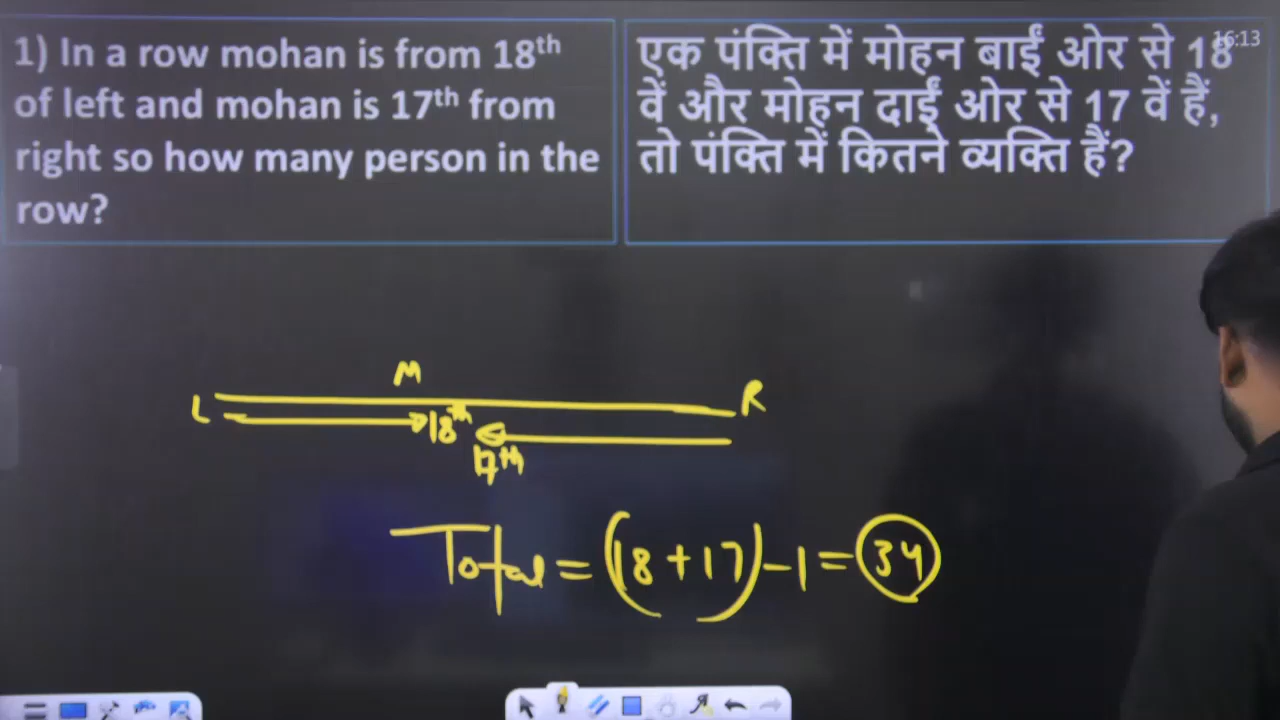 1) In a row mohan is from 18th
of left and mohan is 17th from
right so how many person in the
row?
एक पंक्ति में मोहन बाईं ओर से 18
वें और मोहन दाईं ओर से 17 वें हैं,
तो पंक्ति में कितने व्यक्ति हैं?
16:13
M
L R
18th
17th
Total = (18+17)-1 = 34